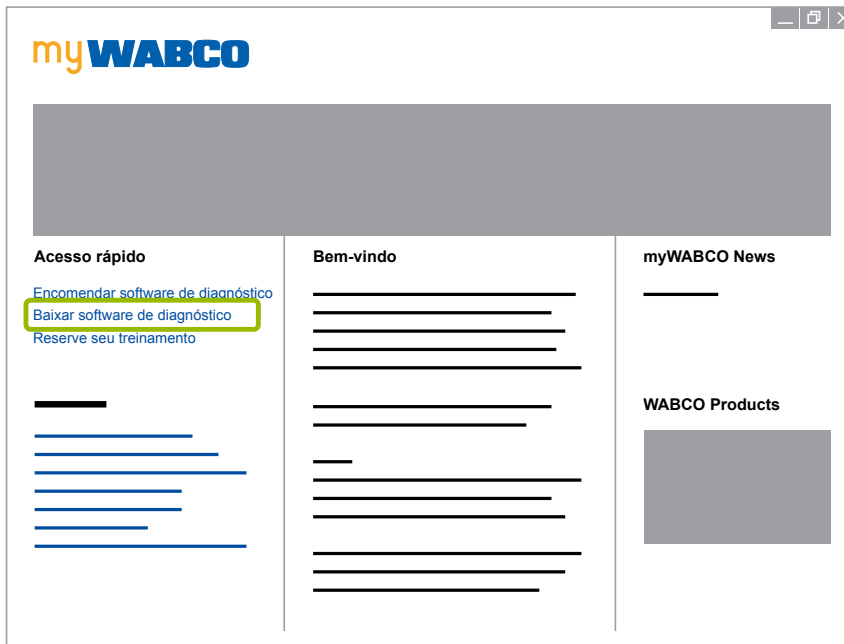 myWABCO
Acesso rápido
Encomendar software de diagnóstico
Baixar software de diagnóstico
Reserve seu treinamento
Bem-vindo
myWABCO News
WABCO Products